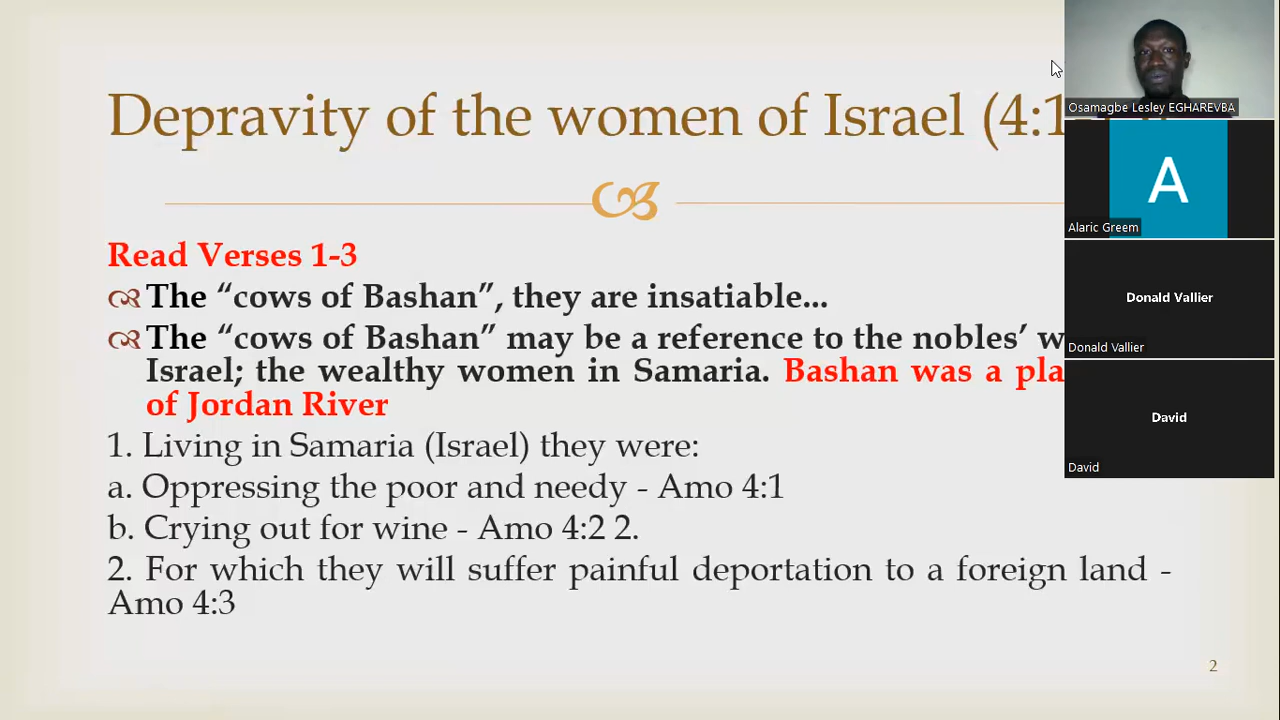 Depravity of the women of Israel (4:1
Read Verses 1-3
The “cows of Bashan”, they are insatiable...
The “cows of Bashan” may be a reference to the nobles’
Israel; the wealthy women in Samaria. Bashan was a
of Jordan River
1. Living in Samaria (Israel) they were:
a. Oppressing the poor and needy - Amo 4:1
b. Crying out for wine - Amo 4:2 2.
2. For which they will suffer painful deportation to a foreign land -
Amo 4:3
2
Osamagbe Lesley EGHAREVBA
A
Alaric Greem
Donald Vallier
Donald Vallier
David
David